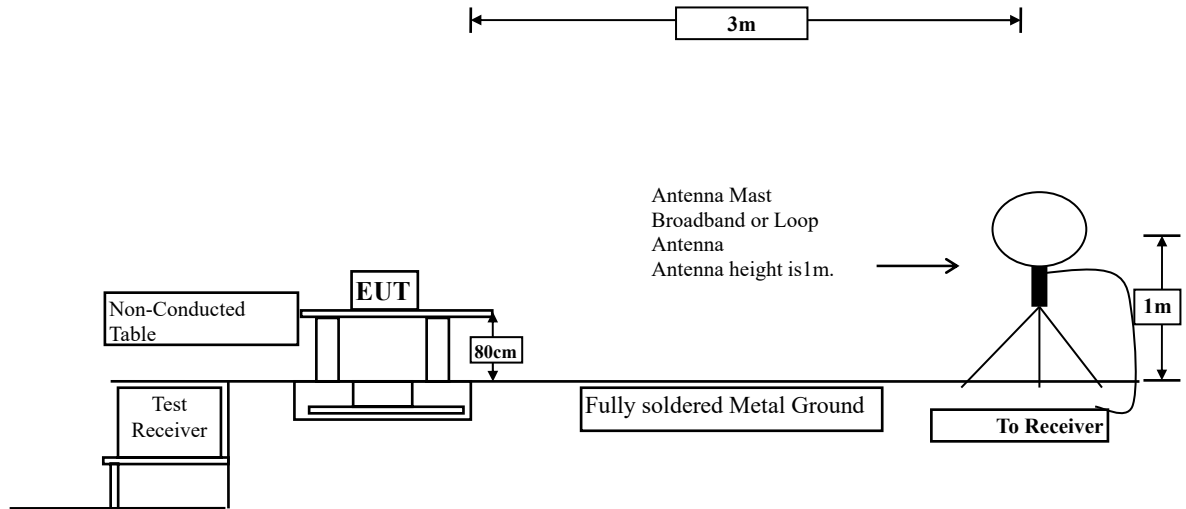 3m
Antenna Mast
Broadband or Loop
Antenna
Antenna height is1m.
EUT
Non-Conducted
Table
80cm
1m
Test
Receiver
Fully soldered Metal Ground
To Receiver